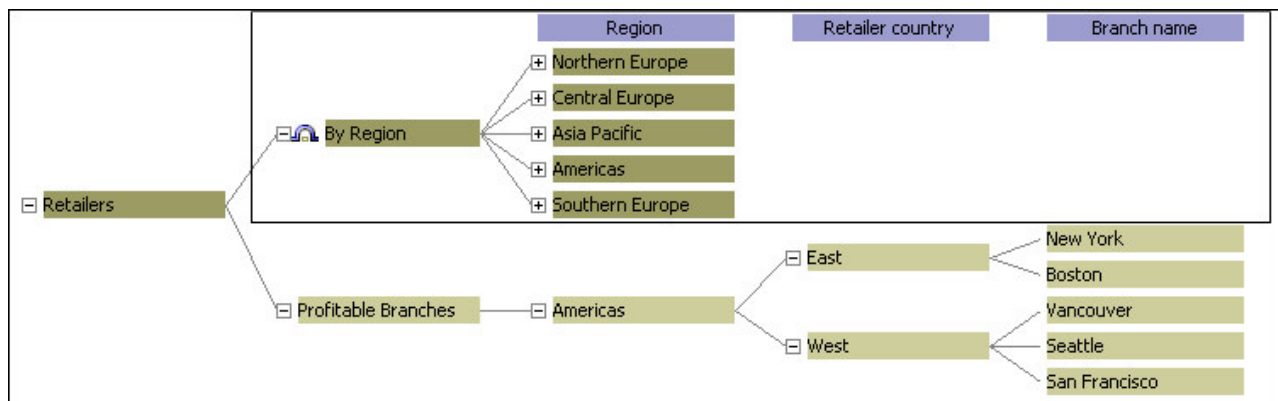 Region Retailer country Branch name
Northern Europe
Central Europe
By Region Asia Pacific
Americas
Retailers Southern Europe
New York
East
Boston
Profitable Branches Americas Vancouver
West Seattle
San Francisco